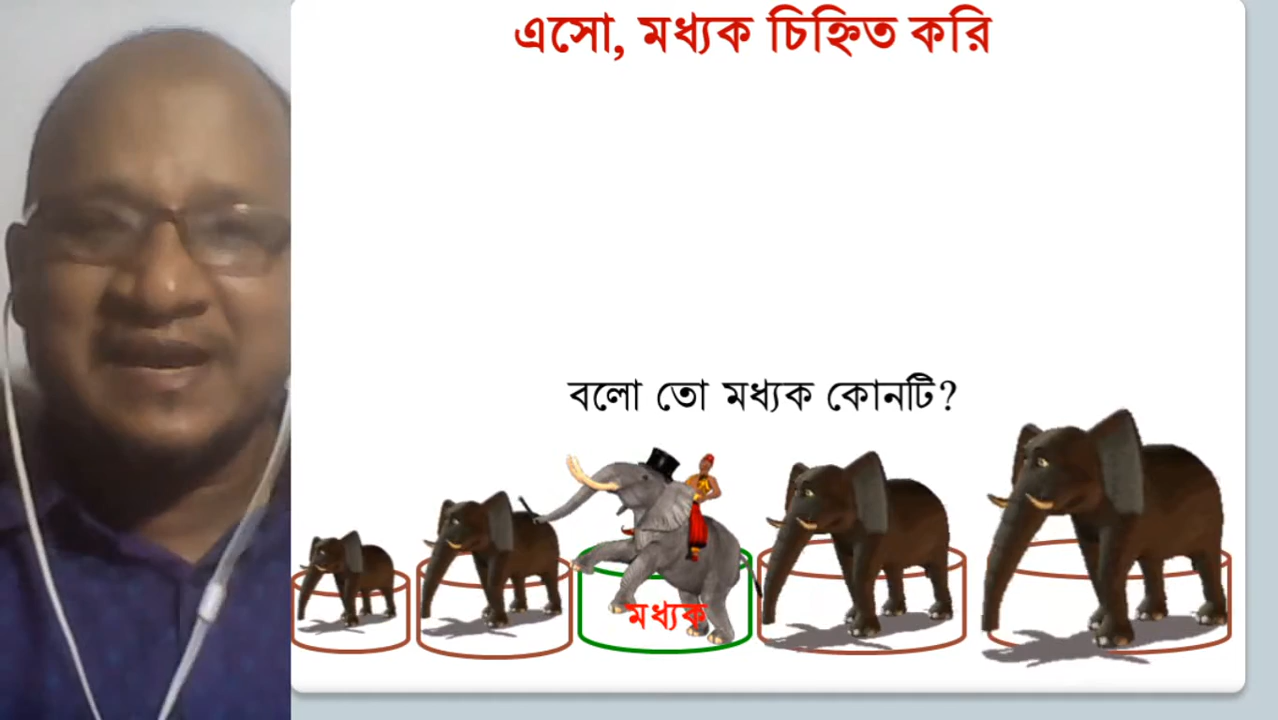 এসো, মধ্যক চিহ্নিত করি
বলো তো মধ্যক কোনটি?
মধ্যক